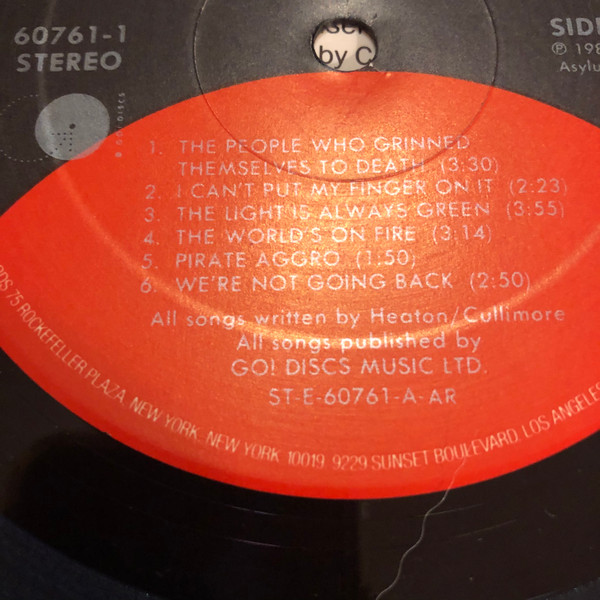 60761-1
STEREO
SIDE
℗ 198
Asylu
by C
GO! DISCS
1. THE PEOPLE WHO GRINNED
THEMSELVES TO DEATH (3:30)
2. I CAN'T PUT MY FINGER ON IT (2:23)
3. THE LIGHT IS ALWAYS GREEN (3:55)
4. THE WORLD'S ON FIRE (3:14)
5. PIRATE AGGRO (1:50)
6. WE'RE NOT GOING BACK (2:50)
All songs written by Heaton/Cullimore
All songs published by
GO! DISCS MUSIC LTD.
ST-E-60761-A-AR
RDS 75 ROCKEFELLER PLAZA, NEW YORK, NEW YORK 10019 9229 SUNSET BOULEVARD, LOS ANGELES